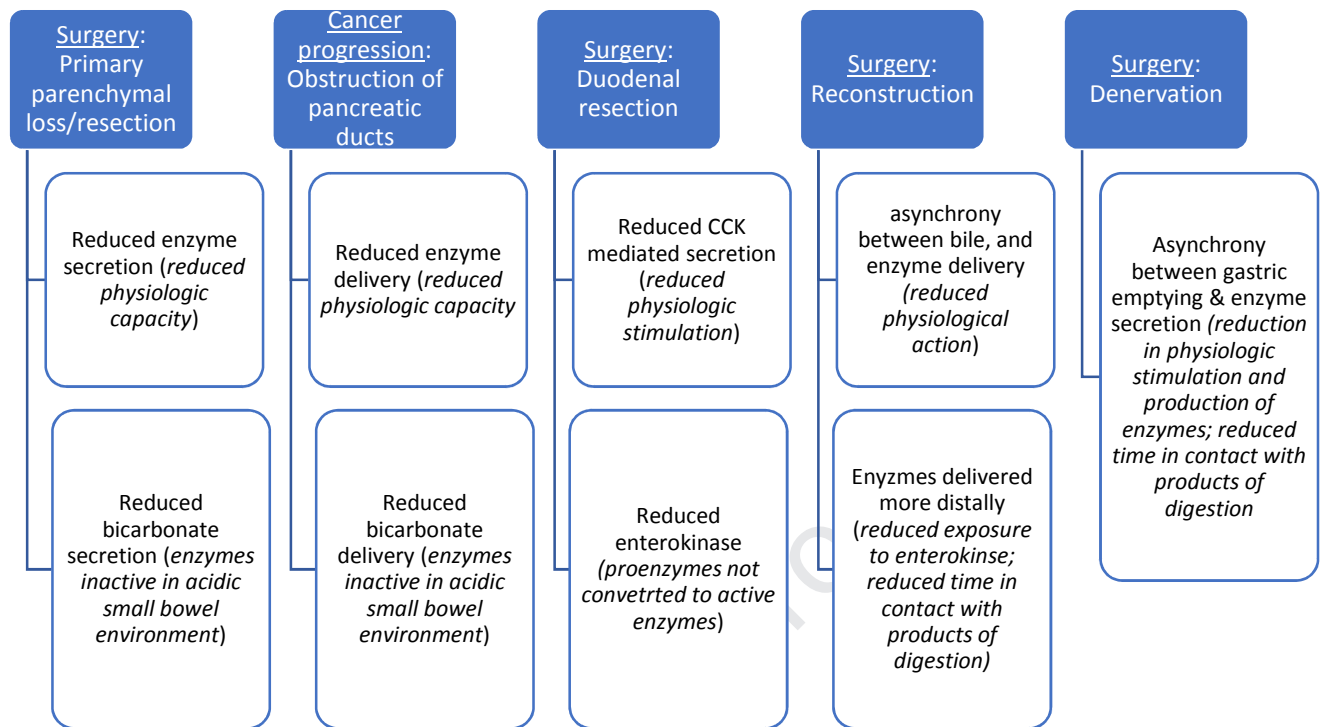 Surgery:
Primary
parenchymal
loss/resection
Cancer
progression:
Obstruction of
pancreatic
ducts
Surgery:
Duodenal
resection
Surgery:
Reconstruction
Surgery:
Denervation
Reduced enzyme
secretion (reduced
physiologic
capacity)
Reduced enzyme
delivery (reduced
physiologic capacity
Reduced CCK
mediated secretion
(reduced
physiologic
stimulation)
asynchrony
between bile, and
enzyme delivery
(reduced
physiological
action)
Asynchrony
between gastric
emptying & enzyme
secretion (reduction
in physiologic
stimulation and
production of
enzymes; reduced
time in contact with
products of
digestion
Reduced
bicarbonate
secretion (enzymes
inactive in acidic
small bowel
environment)
Reduced
bicarbonate
delivery (enzymes
inactive in acidic
small bowel
environment)
Reduced
enterokinase
(proenzymes not
convetrted to active
enzymes)
Enyzmes delivered
more distally
(reduced exposure
to enterokinse;
reduced time in
contact with
products of
digestion)